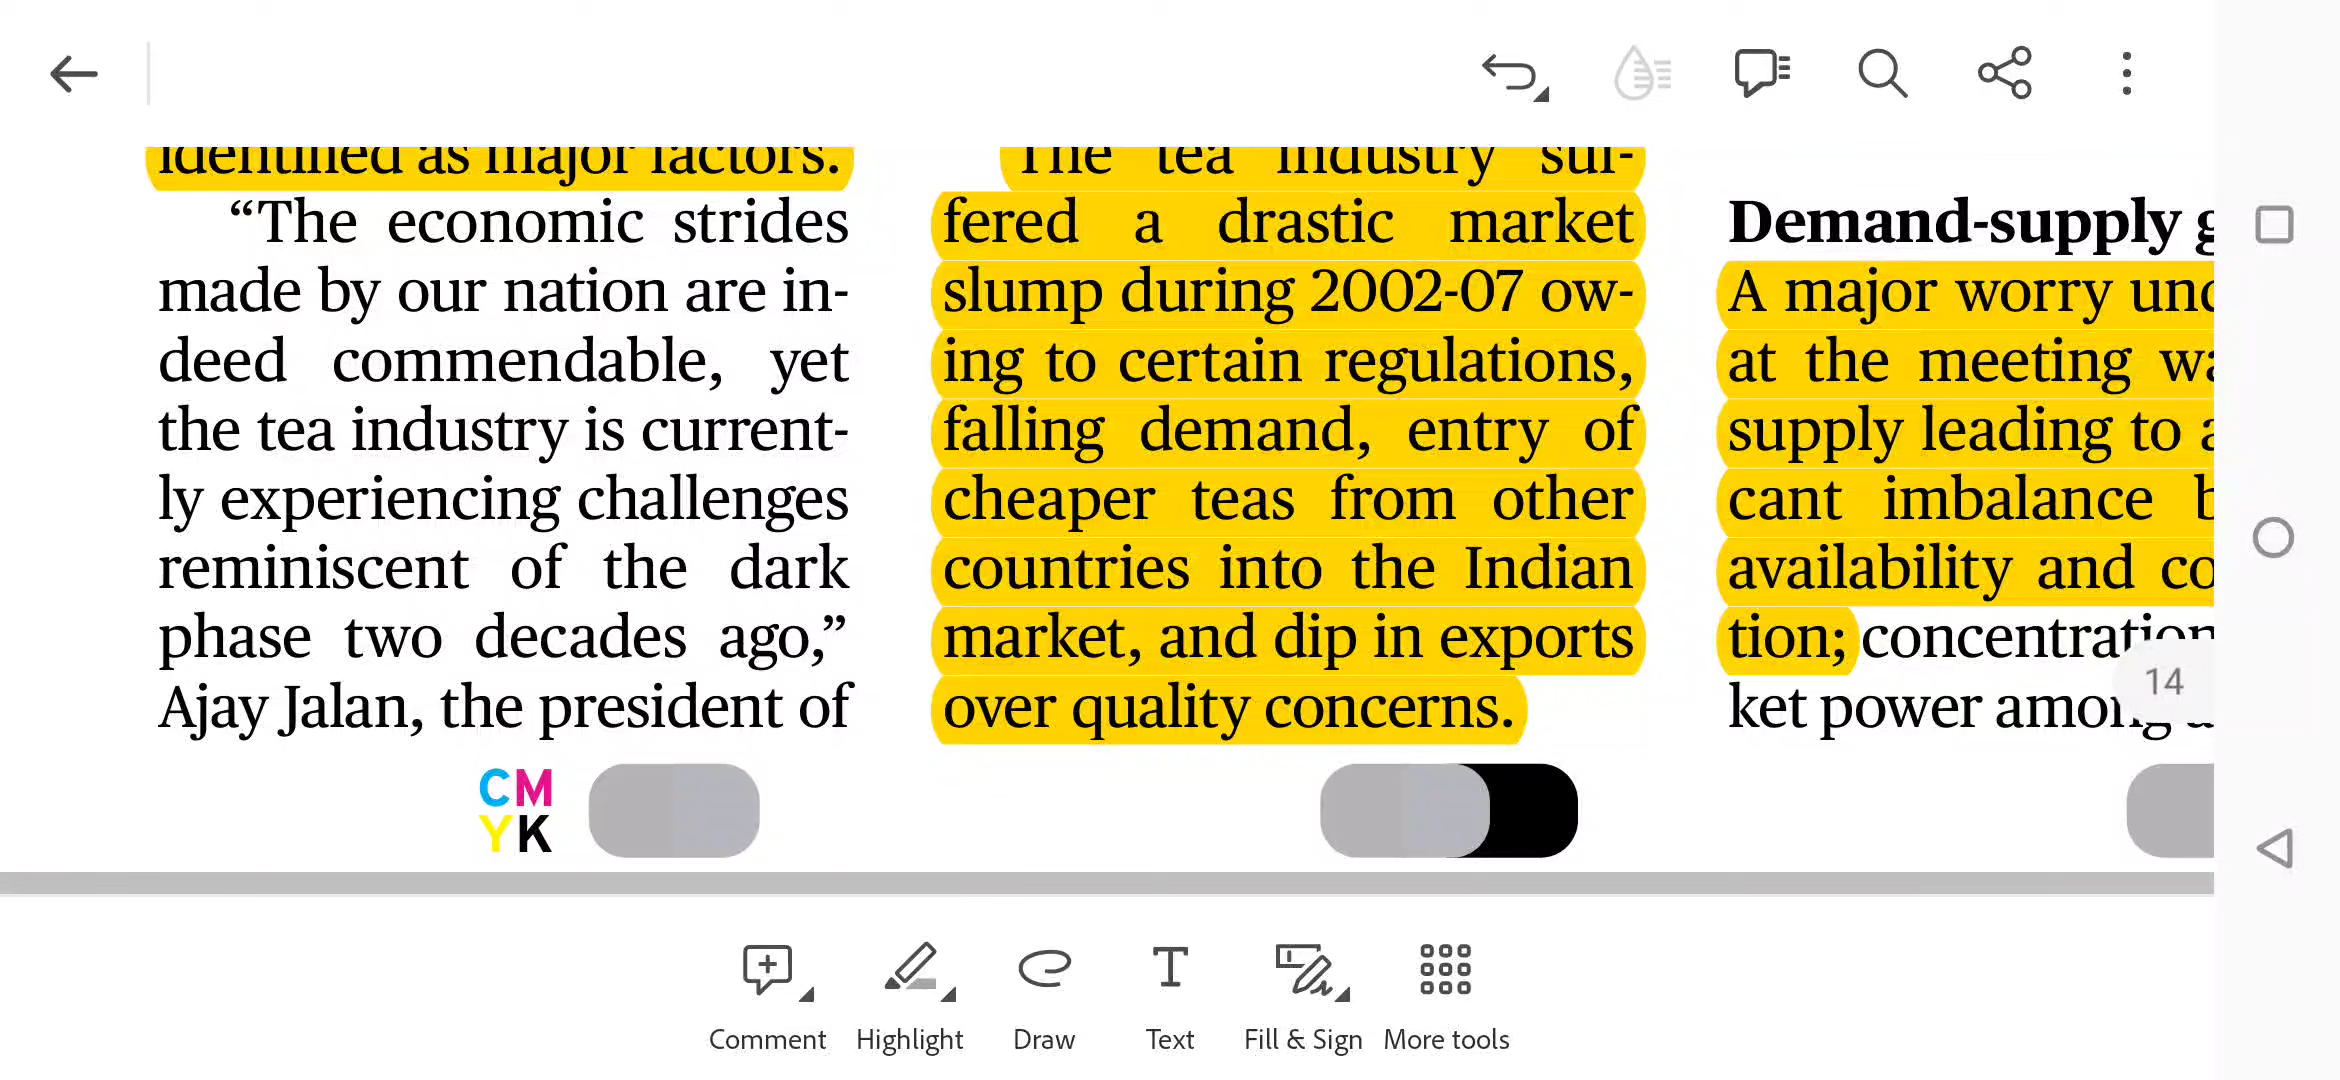 identified as major factors.
“The economic strides
made by our nation are in-
deed commendable, yet
the tea industry is current-
ly experiencing challenges
reminiscent of the dark
phase two decades ago,”
Ajay Jalan, the president of
The tea industry suf-
fered a drastic market
slump during 2002-07 ow-
ing to certain regulations,
falling demand, entry of
cheaper teas from other
countries into the Indian
market, and dip in exports
over quality concerns.
Demand-supply g
A major worry und
at the meeting wa
supply leading to a
cant imbalance b
availability and co
tion; concentration
ket power among
14
CM
YK
Comment
Highlight
Draw
Text
Fill & Sign
More tools